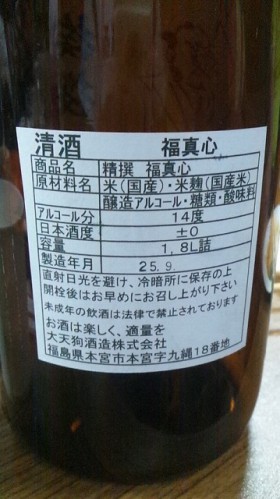 清酒 福真心
商品名 精撰 福真心
原材料名 米(国産)・米麹(国産米)
醸造アルコール・糖類・酸味料
アルコール分 14度
日本酒度 ±0
容量 1,8L詰
製造年月 25.9.
直射日光を避け、冷暗所に保存の上
開栓後はお早めにお召し上がり下さい
未成年の飲酒は法律で禁止されております
お酒は楽しく、適量を
大天狗酒造株式会社
福島県本宮市本宮字九縄18番地